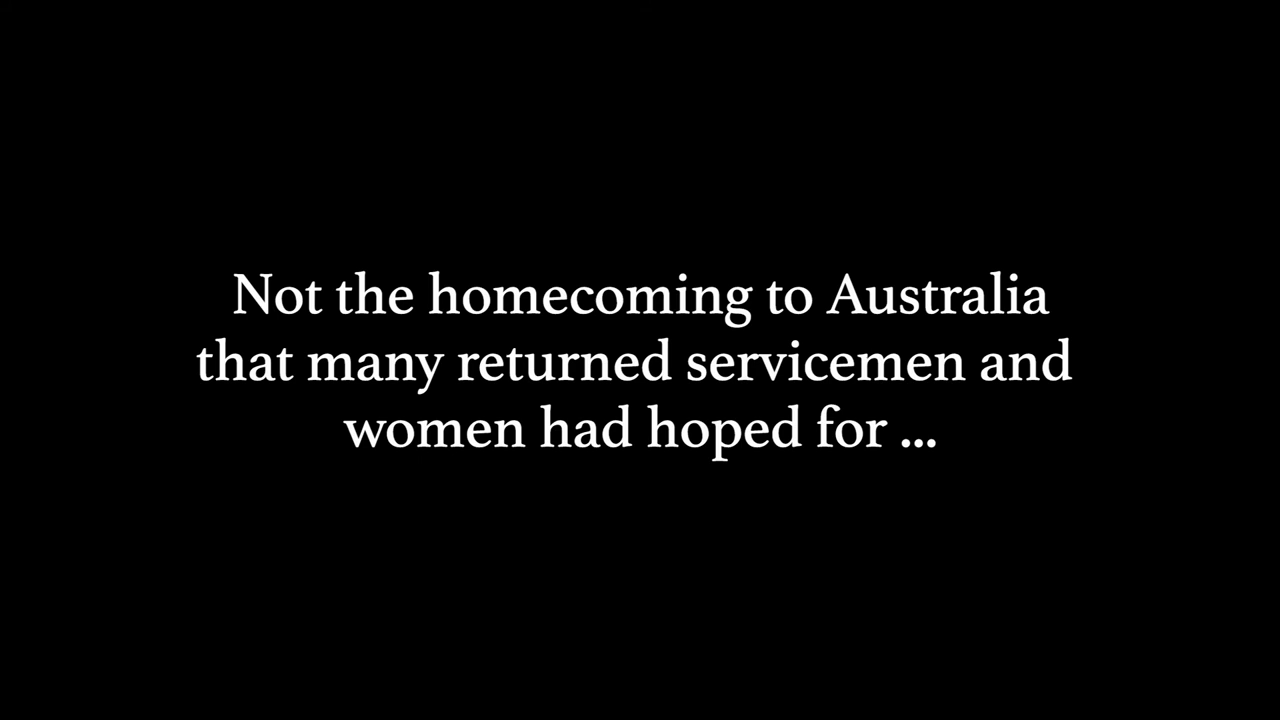 Not the homecoming to Australia
that many returned servicemen and
women had hoped for ...